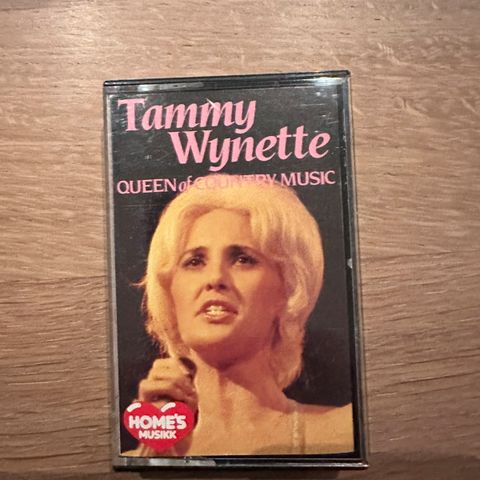 Tammy
Wynette
QUEEN of COUNTRY MUSIC
HOME'S
MUSIKK